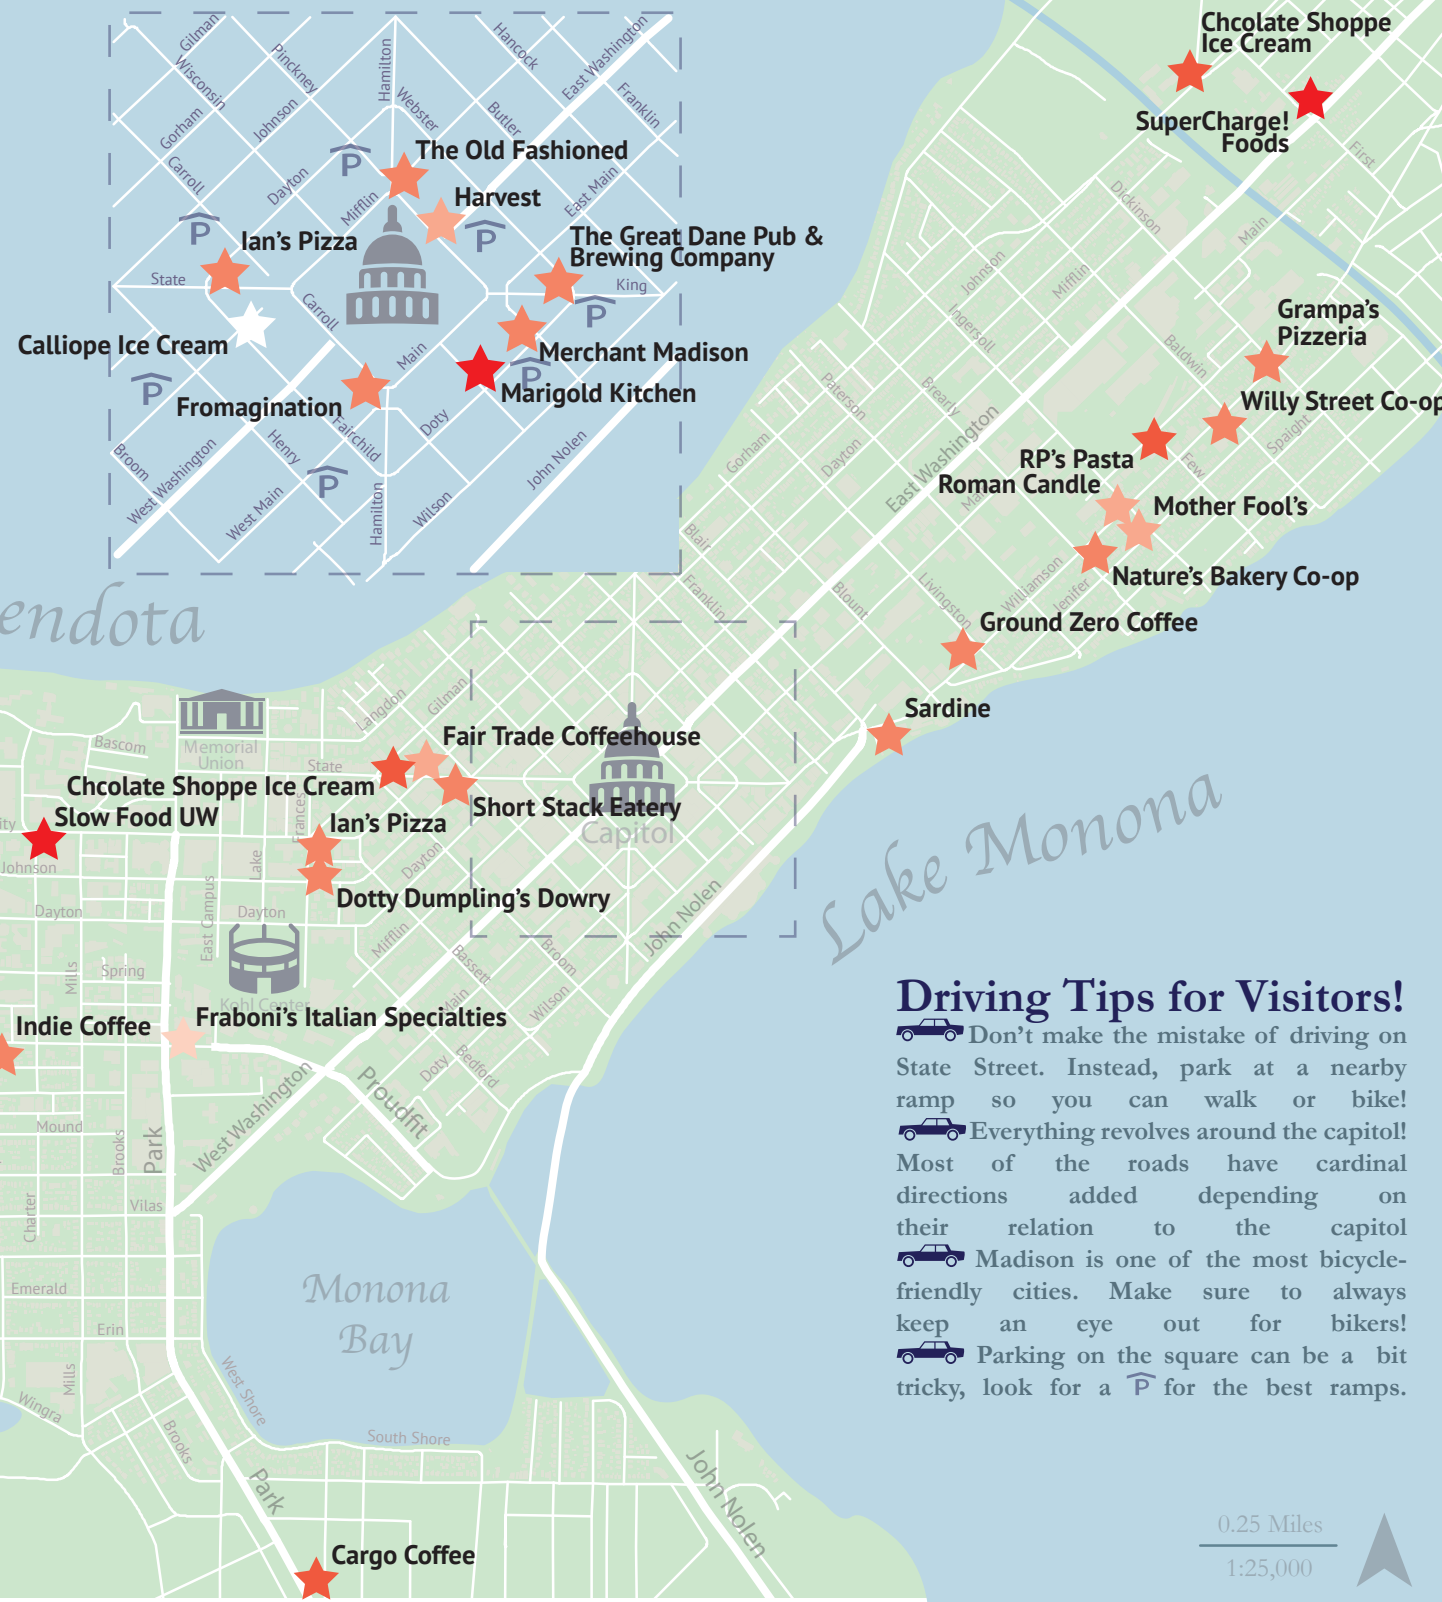 Gilman
Wisconsin
Pinckney
Hamilton
Hancock
East Washington
Franklin
Gorham
Johnson
Webster
Butler
Carroll
Dayton
Mifflin
East Main
P
The Old Fashioned
Harvest
P
P
The Great Dane Pub &
Brewing Company
Ian's Pizza
State
King
P
Carroll
Calliope Ice Cream
Main
Merchant Madison
P
Marigold Kitchen
P
Fromagination
Broom
West Washington
Henry
Fairchild
Doty
John Nolen
P
West Main
Hamilton
Wilson
Chcolate Shoppe
Ice Cream
SuperCharge!
Foods
First
Dickinson
Main
Johnson
Mifflin
Ingersoll
Grampa's
Pizzeria
Baldwin
Paterson
Brearly
Willy Street Co-op
Spaight
Gorham
Dayton
East Washington
RP's Pasta
Few
Roman Candle
Mother Fool's
Nature's Bakery Co-op
Blair
Franklin
Blount
Livingston
Williamson
Jenifer
Ground Zero Coffee
Sardine
endota
Langdon
Gilman
Bascom
Memorial
Union
State
Fair Trade Coffeehouse
Chcolate Shoppe Ice Cream
Short Stack Eatery
Capitol
Slow Food UW
ity
Frances
Ian's Pizza
Johnson
Lake
Dayton
Dotty Dumpling's Dowry
Dayton
East Campus
Dayton
Mifflin
John Nolen
Lake Monona
Mills
Spring
Bassett
Broom
Main
Wilson
Kohl Center
Indie Coffee
Fraboni's Italian Specialties
Doty
Bedford
Proudfit
West Washington
Mound
Brooks
Park
Vilas
Charter
Emerald
Erin
Mills
Wingra
Brooks
West Shore
Monona
Bay
South Shore
Park
John Nolen
Cargo Coffee
Driving Tips for Visitors!
Don't make the mistake of driving on
State Street. Instead, park at a nearby
ramp so you can walk or bike!
Everything revolves around the capitol!
Most of the roads have cardinal
directions added depending on
their relation to the capitol
Madison is one of the most bicycle-
friendly cities. Make sure to always
keep an eye out for bikers!
Parking on the square can be a bit
tricky, look for a P for the best ramps.
0.25 Miles
1:25,000